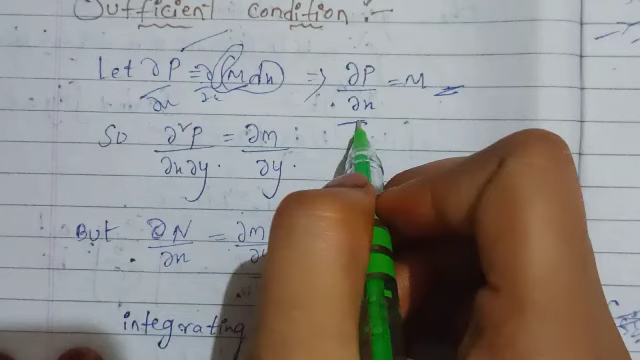 Sufficient condition :-
Let ∂P/∂x = ∂/∂x (∫M dx) ⇒ ∂P/∂x = M
So ∂²P/∂x∂y = ∂M/∂y
But ∂N/∂x = ∂M
integrating